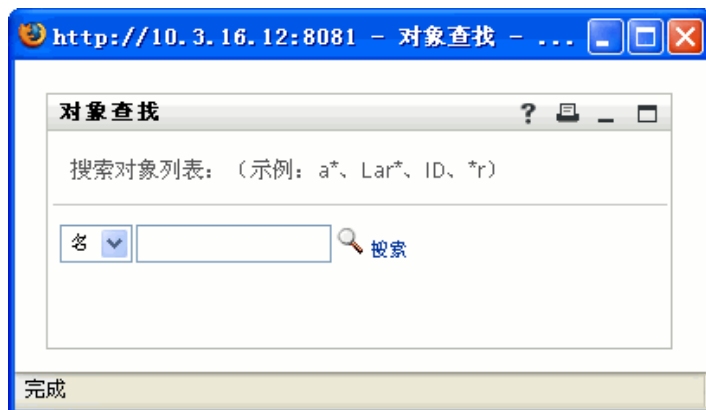 http://10.3.16.12:8081 - 对象查找 - ...
对象查找 ?
搜索对象列表：（示例：a*、Lar*、ID、*r）
名 搜索
完成